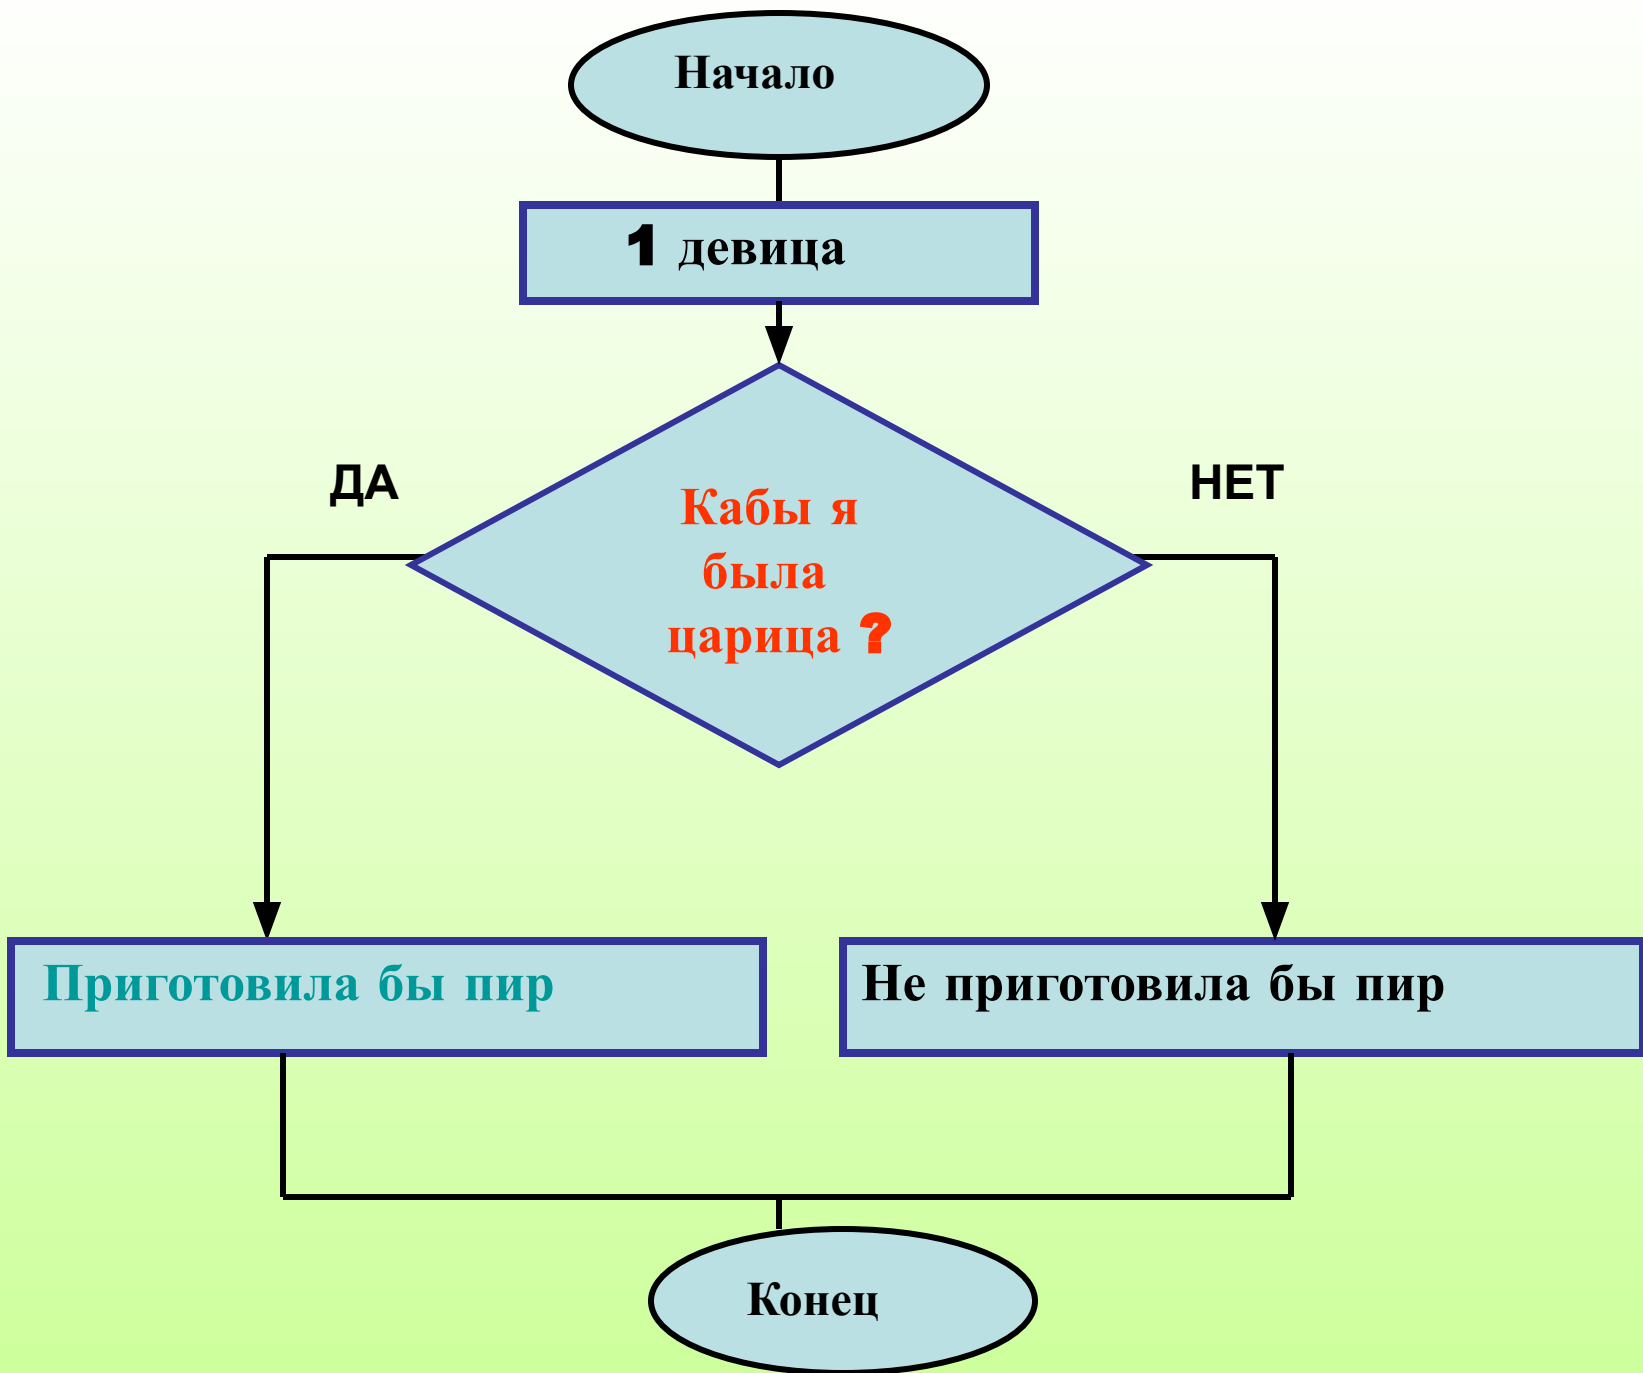 Начало
1 девица
ДА
НЕТ
Кабы я
была
царица ?
Приготовила бы пир
Не приготовила бы пир
Конец